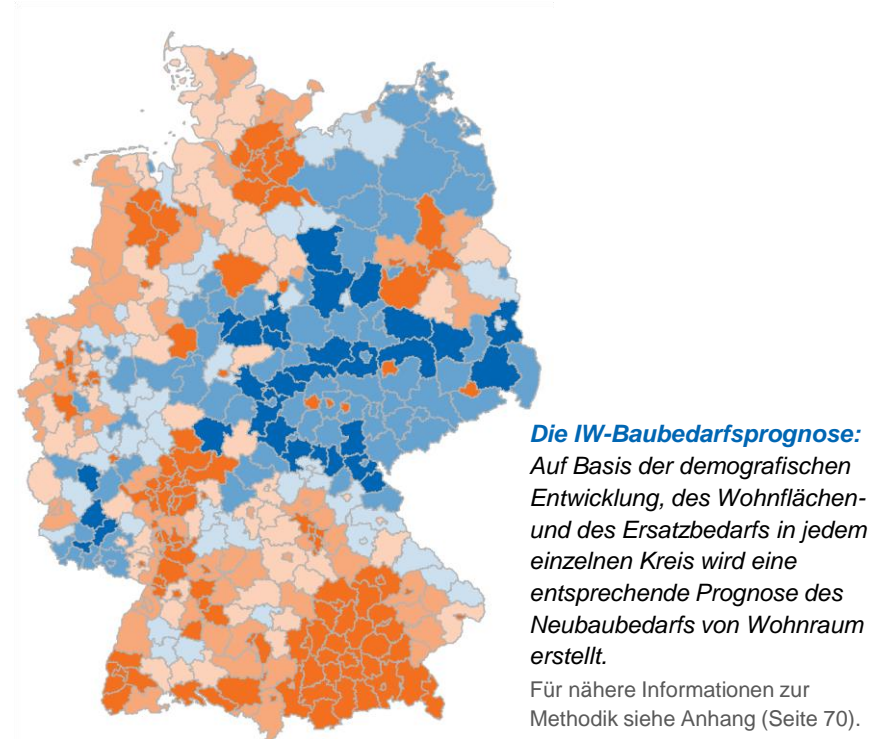 Die IW-Baubedarfsprognose:
Auf Basis der demografischen
Entwicklung, des Wohnflächen-
und des Ersatzbedarfs in jedem
einzelnen Kreis wird eine
entsprechende Prognose des
Neubaubedarfs von Wohnraum
erstellt.
Für nähere Informationen zur
Methodik siehe Anhang (Seite 70).